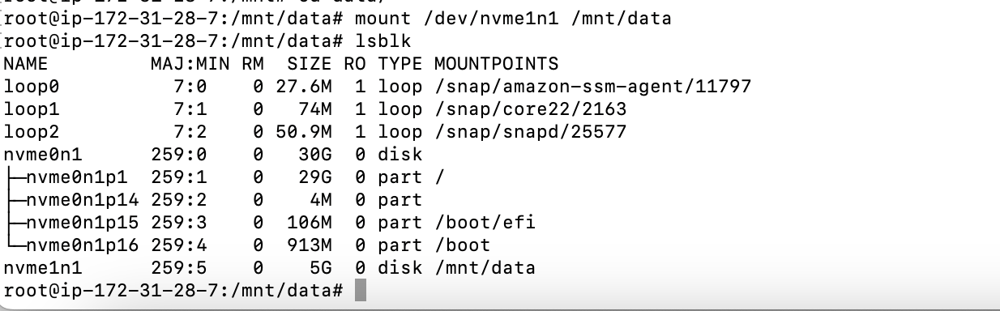 root@ip-172-31-28-7:/mnt/data# mount /dev/nvme1n1 /mnt/data
root@ip-172-31-28-7:/mnt/data# lsblk
NAME         MAJ:MIN RM  SIZE RO TYPE MOUNTPOINTS
loop0          7:0    0 27.6M  1 loop /snap/amazon-ssm-agent/11797
loop1          7:1    0   74M  1 loop /snap/core22/2163
loop2          7:2    0 50.9M  1 loop /snap/snapd/25577
nvme0n1      259:0    0   30G  0 disk
├─nvme0n1p1  259:1    0   29G  0 part /
├─nvme0n1p14 259:2    0    4M  0 part
├─nvme0n1p15 259:3    0  106M  0 part /boot/efi
└─nvme0n1p16 259:4    0  913M  0 part /boot
nvme1n1      259:5    0    5G  0 disk /mnt/data
root@ip-172-31-28-7:/mnt/data#